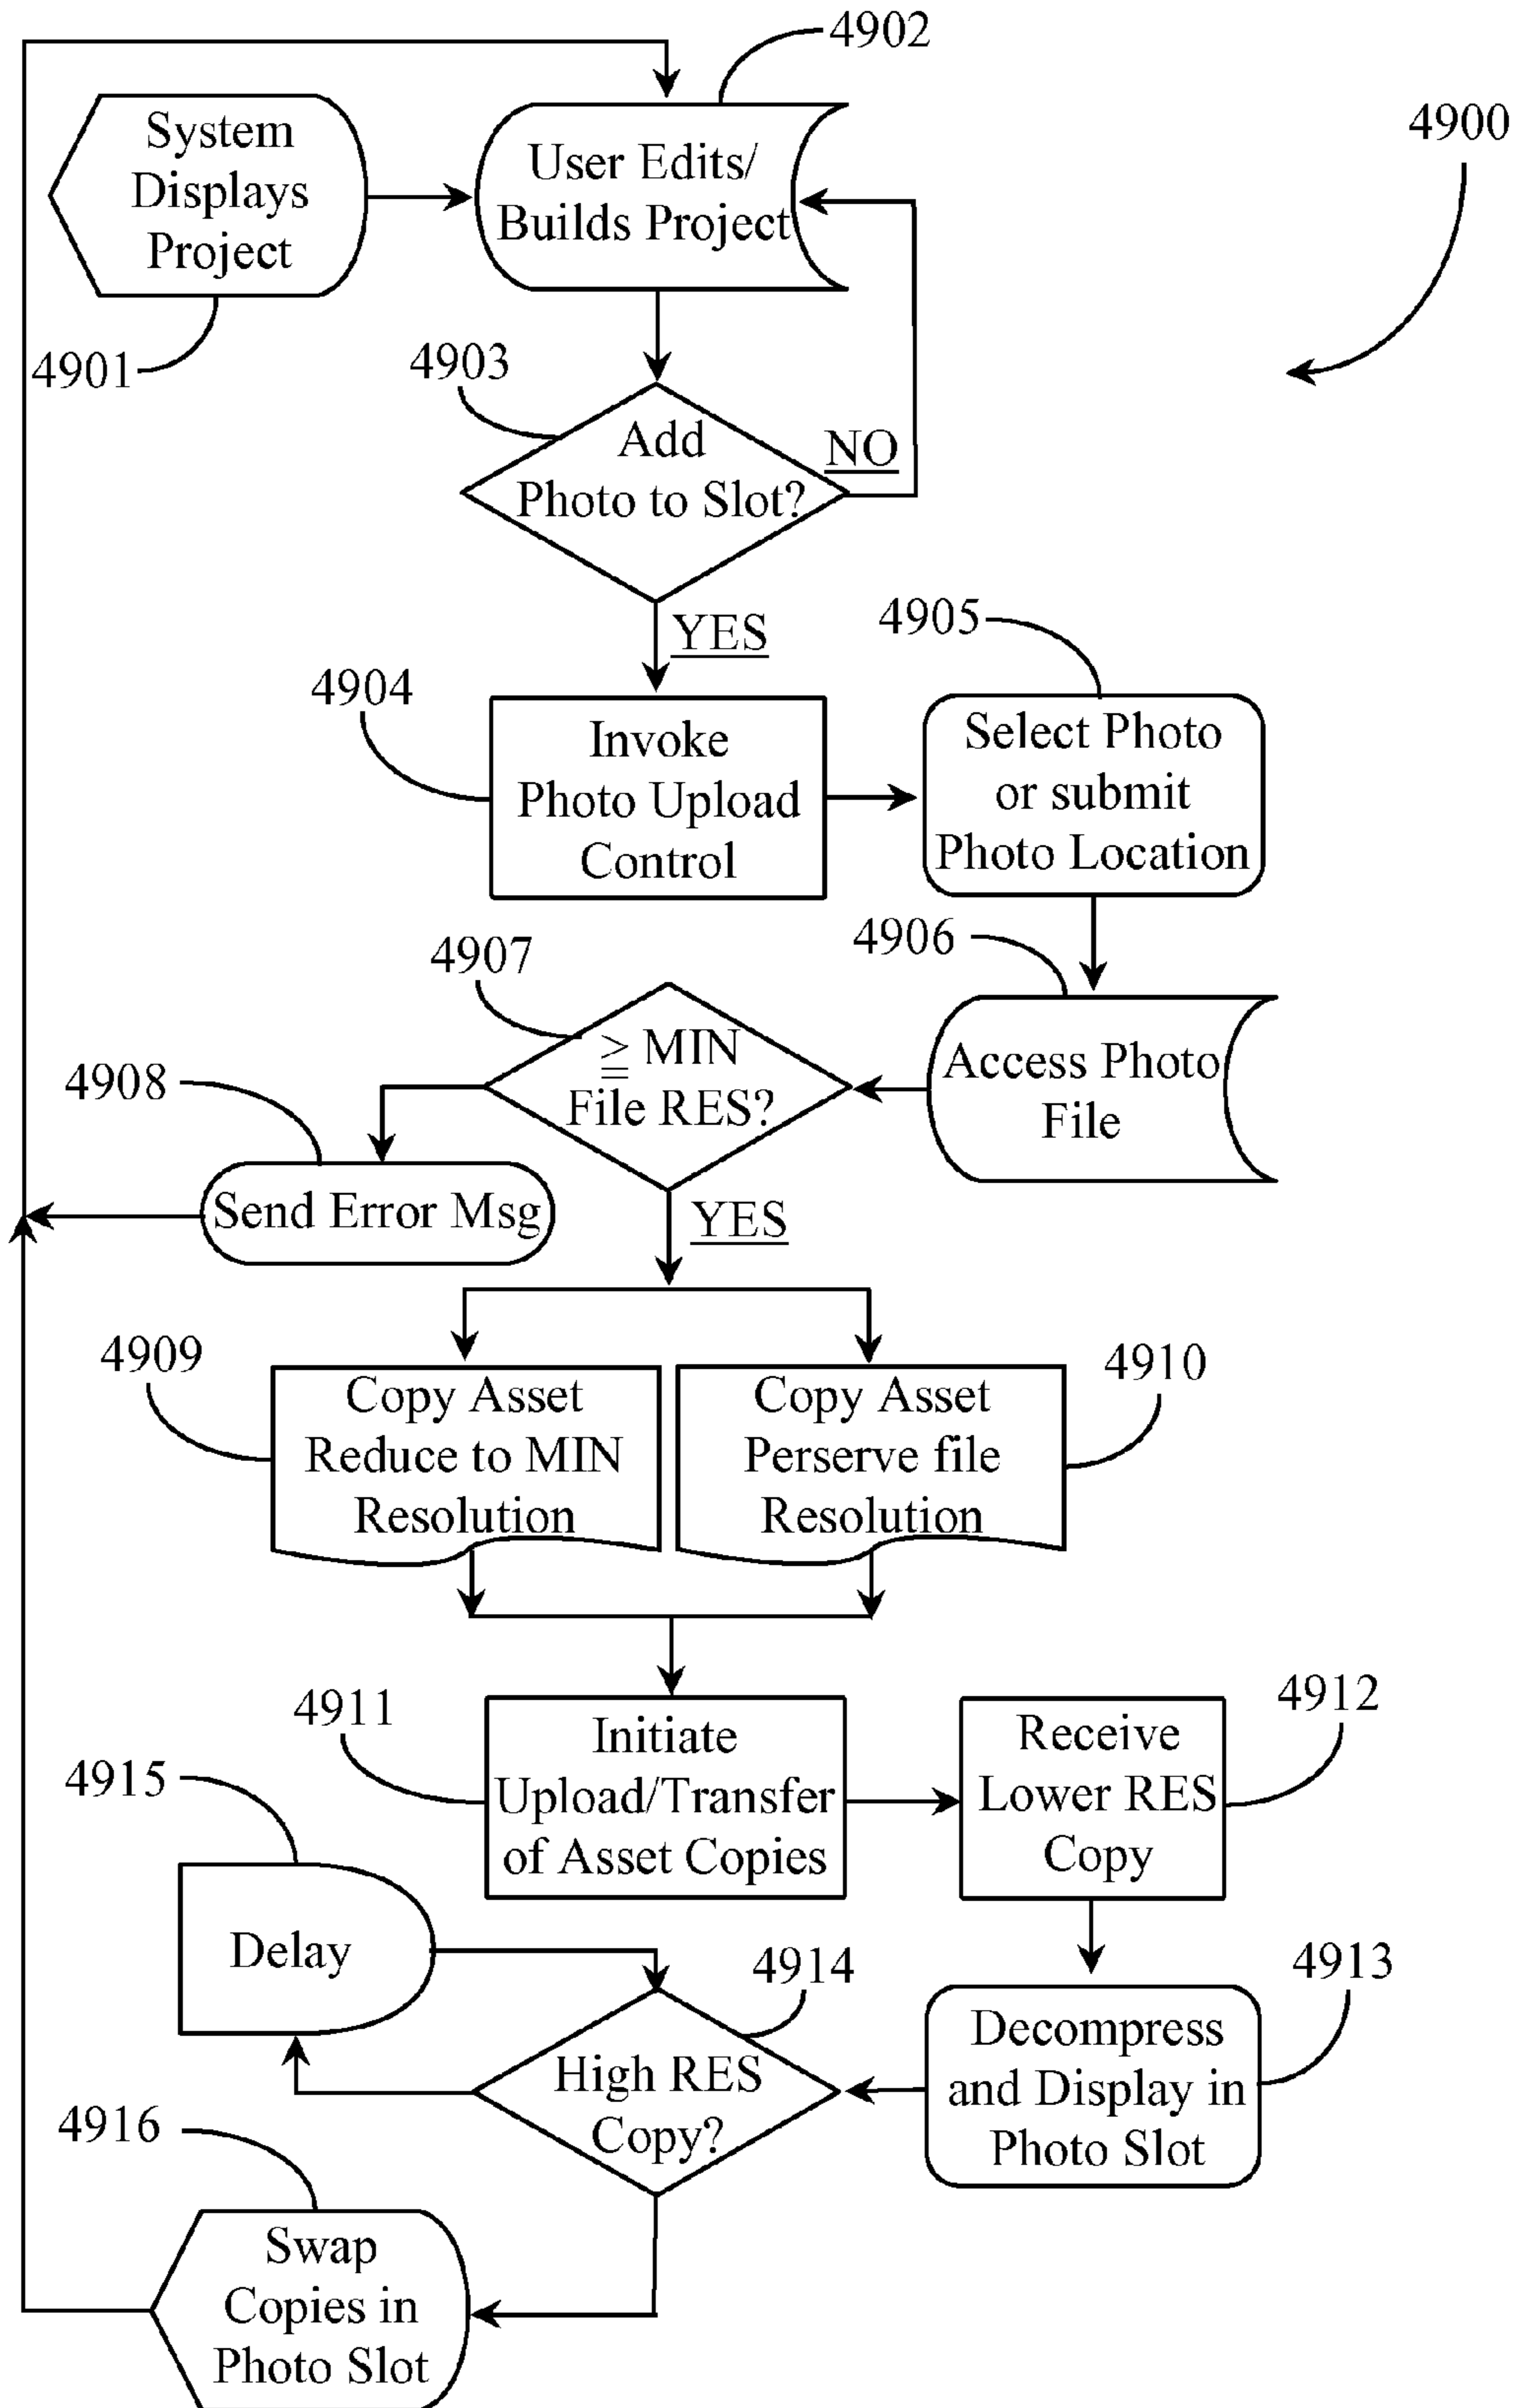 4902
4900
System
Displays
Project
User Edits/
Builds Project
4901
4903
Add
Photo to Slot?
NO
YES
4904
4905
Invoke
Photo Upload
Control
Select Photo
or submit
Photo Location
4906
4907
≧ MIN
File RES?
Access Photo
File
4908
Send Error Msg
YES
4909
4910
Copy Asset
Reduce to MIN
Resolution
Copy Asset
Perserve file
Resolution
4911
4912
Initiate
Upload/Transfer
of Asset Copies
Receive
Lower RES
Copy
4915
Delay
4914
4913
High RES
Copy?
Decompress
and Display in
Photo Slot
4916
Swap
Copies in
Photo Slot